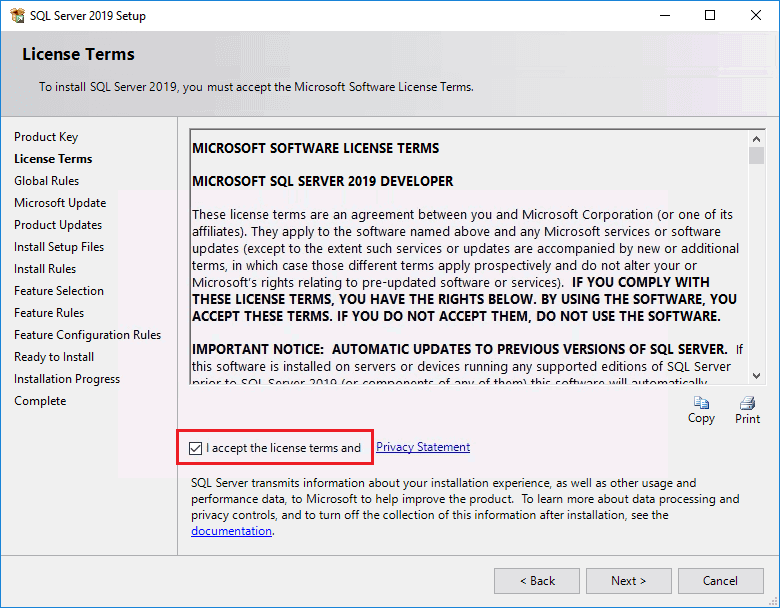 SQL Server 2019 Setup
License Terms
To install SQL Server 2019, you must accept the Microsoft Software License Terms.
Product Key
License Terms
Global Rules
Microsoft Update
Product Updates
Install Setup Files
Install Rules
Feature Selection
Feature Rules
Feature Configuration Rules
Ready to Install
Installation Progress
Complete
MICROSOFT SOFTWARE LICENSE TERMS
MICROSOFT SQL SERVER 2019 DEVELOPER
These license terms are an agreement between you and Microsoft Corporation (or one of its
affiliates). They apply to the software named above and any Microsoft services or software
updates (except to the extent such services or updates are accompanied by new or additional
terms, in which case those different terms apply prospectively and do not alter your or
Microsoft's rights relating to pre-updated software or services). IF YOU COMPLY WITH
THESE LICENSE TERMS, YOU HAVE THE RIGHTS BELOW. BY USING THE SOFTWARE, YOU
ACCEPT THESE TERMS. IF YOU DO NOT ACCEPT THEM, DO NOT USE THE SOFTWARE.
IMPORTANT NOTICE: AUTOMATIC UPDATES TO PREVIOUS VERSIONS OF SQL SERVER. If
this software is installed on servers or devices running any supported editions of SQL Server
prior to SQL Server 2019 (or components of any of them) this software will automatically
Copy
Print
I accept the license terms and Privacy Statement
SQL Server transmits information about your installation experience, as well as other usage and
performance data, to Microsoft to help improve the product. To learn more about data processing and
privacy controls, and to turn off the collection of this information after installation, see the
documentation.
< Back
Next >
Cancel